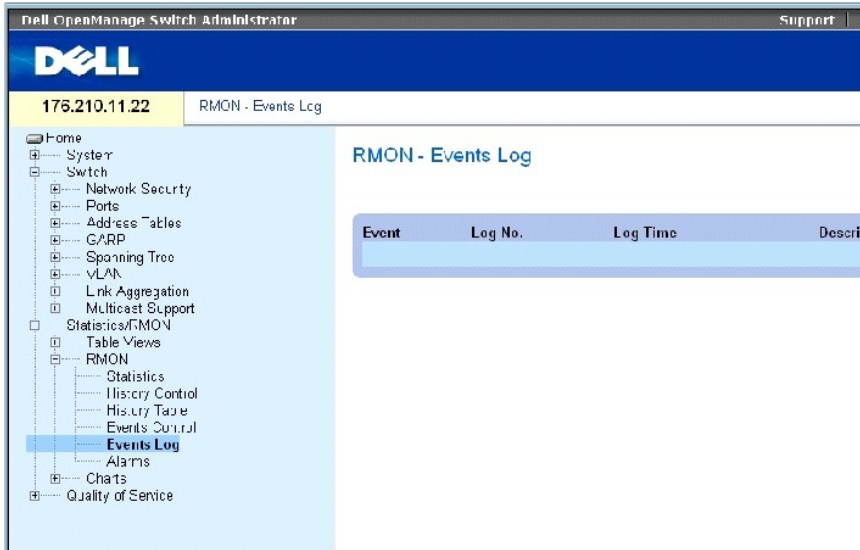 Dell OpenManage Switch Administrator
Support
DELL
176.210.11.22
RMON - Events Log
Home
System
Switch
Network Security
Ports
Address Tables
GARP
Spanning Tree
VLAN
Link Aggregation
Multicast Support
Statistics/RMON
Table Views
RMON
Statistics
History Control
History Table
Events Control
Events Log
Alarms
Charts
Quality of Service
RMON - Events Log
Event Log No. Log Time Descri